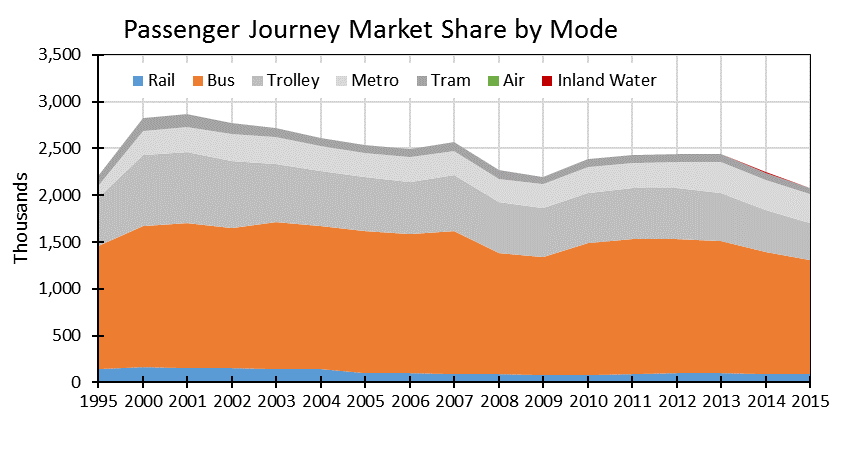 Passenger Journey Market Share by Mode
3,500
Rail Bus Trolley Metro Tram Air Inland Water
3,000
2,500
2,000
1,500
1,000
500
0
Thousands
1995 2000 2001 2002 2003 2004 2005 2006 2007 2008 2009 2010 2011 2012 2013 2014 2015